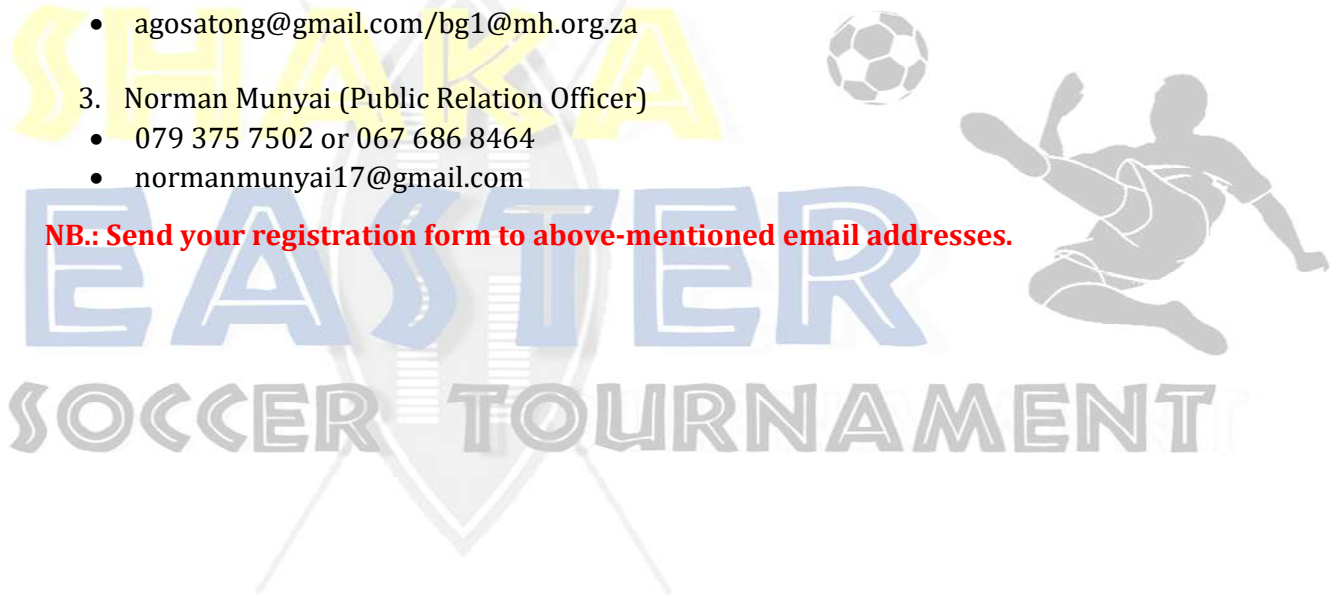 • agosatong@gmail.com/bg1@mh.org.za
3. Norman Munyai (Public Relation Officer)
• 079 375 7502 or 067 686 8464
• normanmunyai17@gmail.com
NB.: Send your registration form to above-mentioned email addresses.
SHAKA
EASTER
SOCCER TOURNAMENT